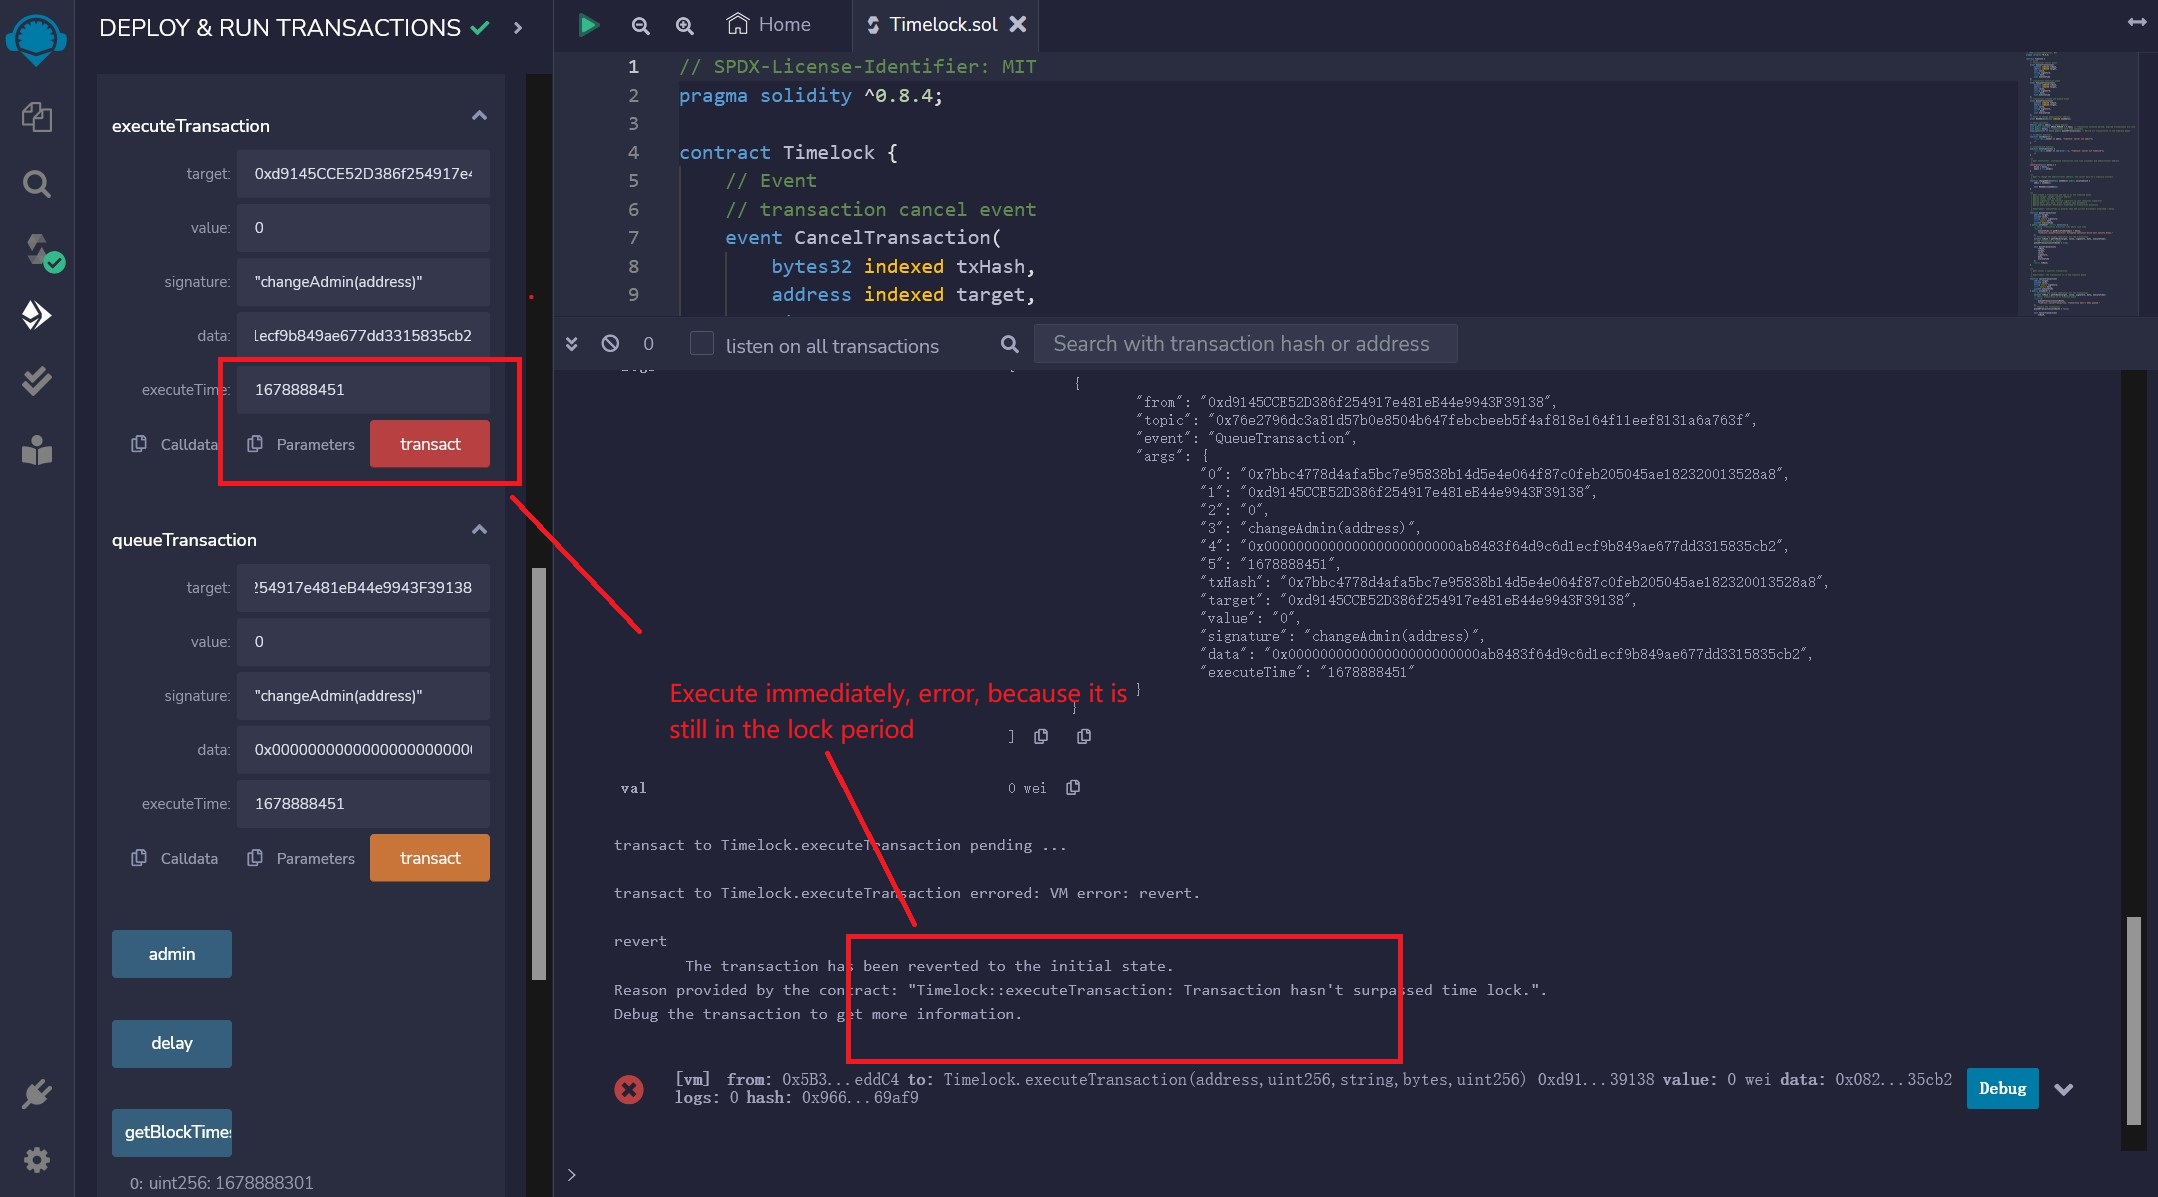 DEPLOY & RUN TRANSACTIONS
executeTransaction
target: 0xd9145CCE52D386f254917e4
value: 0
signature: "changeAdmin(address)"
data: 1ecf9b849ae677dd3315835cb2
executeTime: 1678888451
Calldata Parameters transact
queueTransaction
target: 254917e481eB44e9943F39138
value: 0
signature: "changeAdmin(address)"
data: 0x0000000000000000000000
executeTime: 1678888451
Calldata Parameters transact
admin
delay
getBlockTimes
0: uint256: 1678888301
Home Timelock.sol
1 // SPDX-License-Identifier: MIT
2 pragma solidity ^0.8.4;
3
4 contract Timelock {
5 // Event
6 // transaction cancel event
7 event CancelTransaction(
8 bytes32 indexed txHash,
9 address indexed target,
0 listen on all transactions Search with transaction hash or address
{
"from": "0xd9145CCE52D386f254917e481eB44e9943F39138",
"topic": "0x76e2796dc3a81d57b0e8504b647febcbeeb5f4af818e164f11eef8131a6a763f",
"event": "QueueTransaction",
"args": {
"0": "0x7bbc4778d4afa5bc7e95838b14d5e4e064f87c0feb205045ae182320013528a8",
"1": "0xd9145CCE52D386f254917e481eB44e9943F39138",
"2": "0",
"3": "changeAdmin(address)",
"4": "0x000000000000000000000000ab8483f64d9c6d1ecf9b849ae677dd3315835cb2",
"5": "1678888451",
"txHash": "0x7bbc4778d4afa5bc7e95838b14d5e4e064f87c0feb205045ae182320013528a8",
"target": "0xd9145CCE52D386f254917e481eB44e9943F39138",
"value": "0",
"signature": "changeAdmin(address)",
"data": "0x000000000000000000000000ab8483f64d9c6d1ecf9b849ae677dd3315835cb2",
"executeTime": "1678888451"
}
}
Execute immediately, error, because it is
still in the lock period
]
val 0 wei
transact to Timelock.executeTransaction pending ...
transact to Timelock.executeTransaction errored: VM error: revert.
revert
The transaction has been reverted to the initial state.
Reason provided by the contract: "Timelock::executeTransaction: Transaction hasn't surpassed time lock.".
Debug the transaction to get more information.
[vm] from: 0x5B3...eddC4 to: Timelock.executeTransaction(address,uint256,string,bytes,uint256) 0xd91...39138 value: 0 wei data: 0x082...35cb2
logs: 0 hash: 0x966...69af9
Debug
>